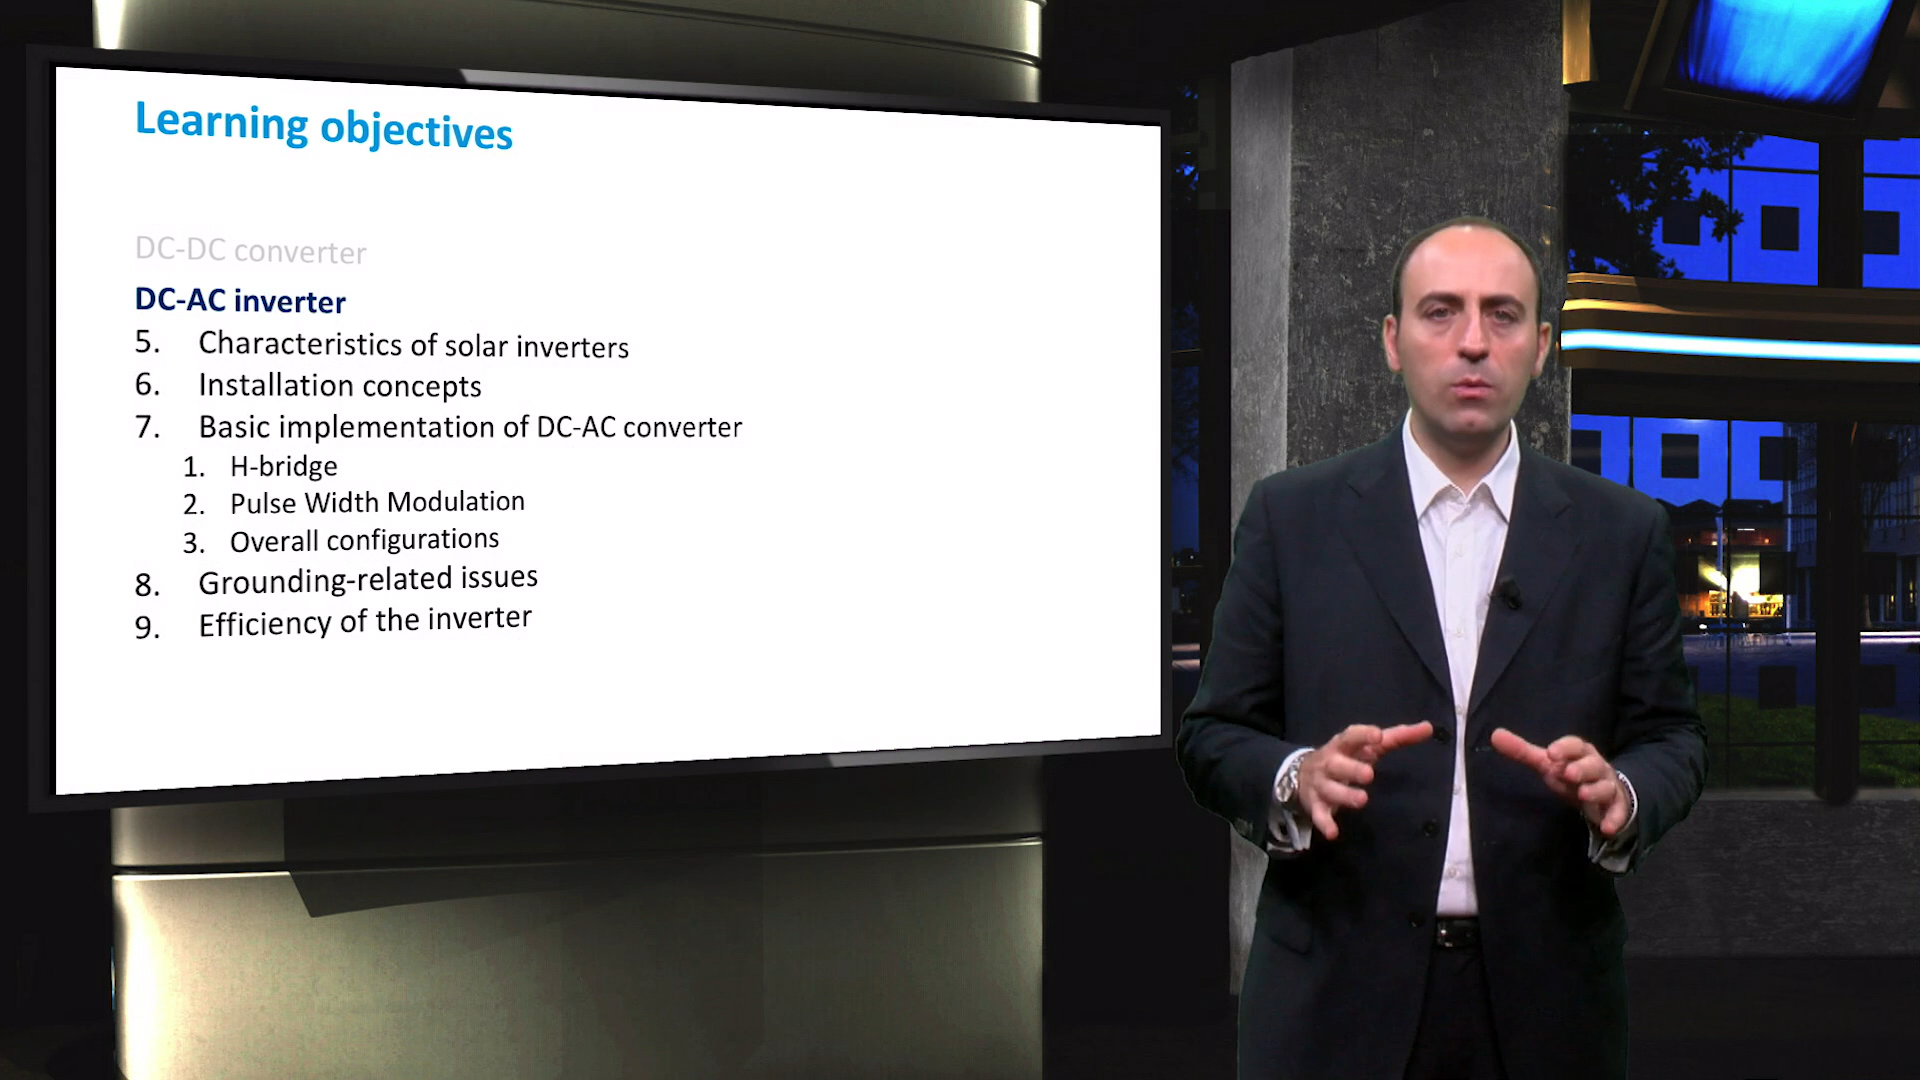 Learning objectives
DC-DC converter
DC-AC inverter
5. Characteristics of solar inverters
6. Installation concepts
7. Basic implementation of DC-AC converter
1. H-bridge
2. Pulse Width Modulation
3. Overall configurations
8. Grounding-related issues
9. Efficiency of the inverter